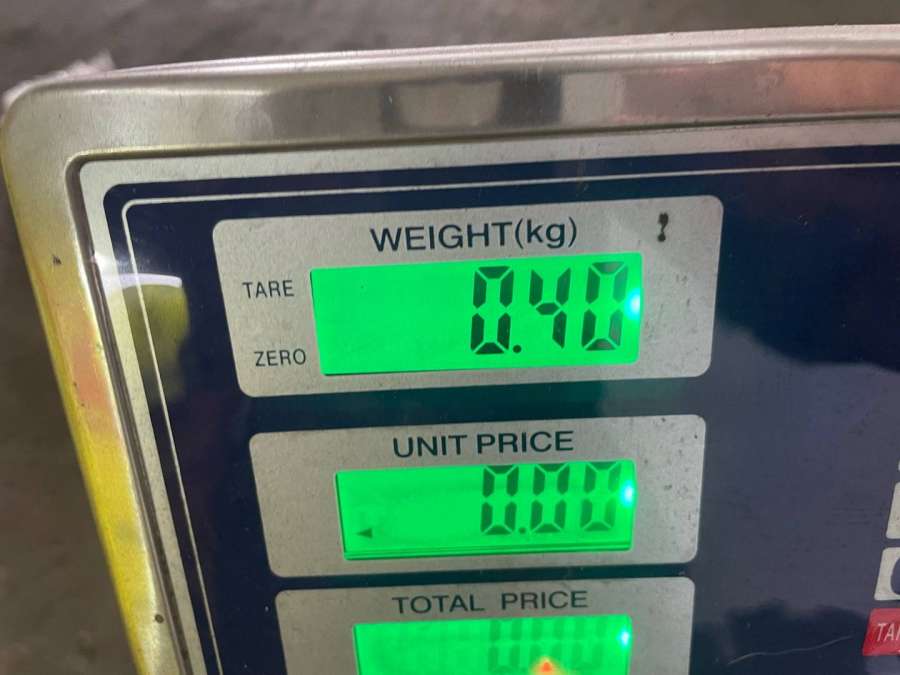 WEIGHT(kg)
TARE
0.40
ZERO
UNIT PRICE
0.00
TOTAL PRICE